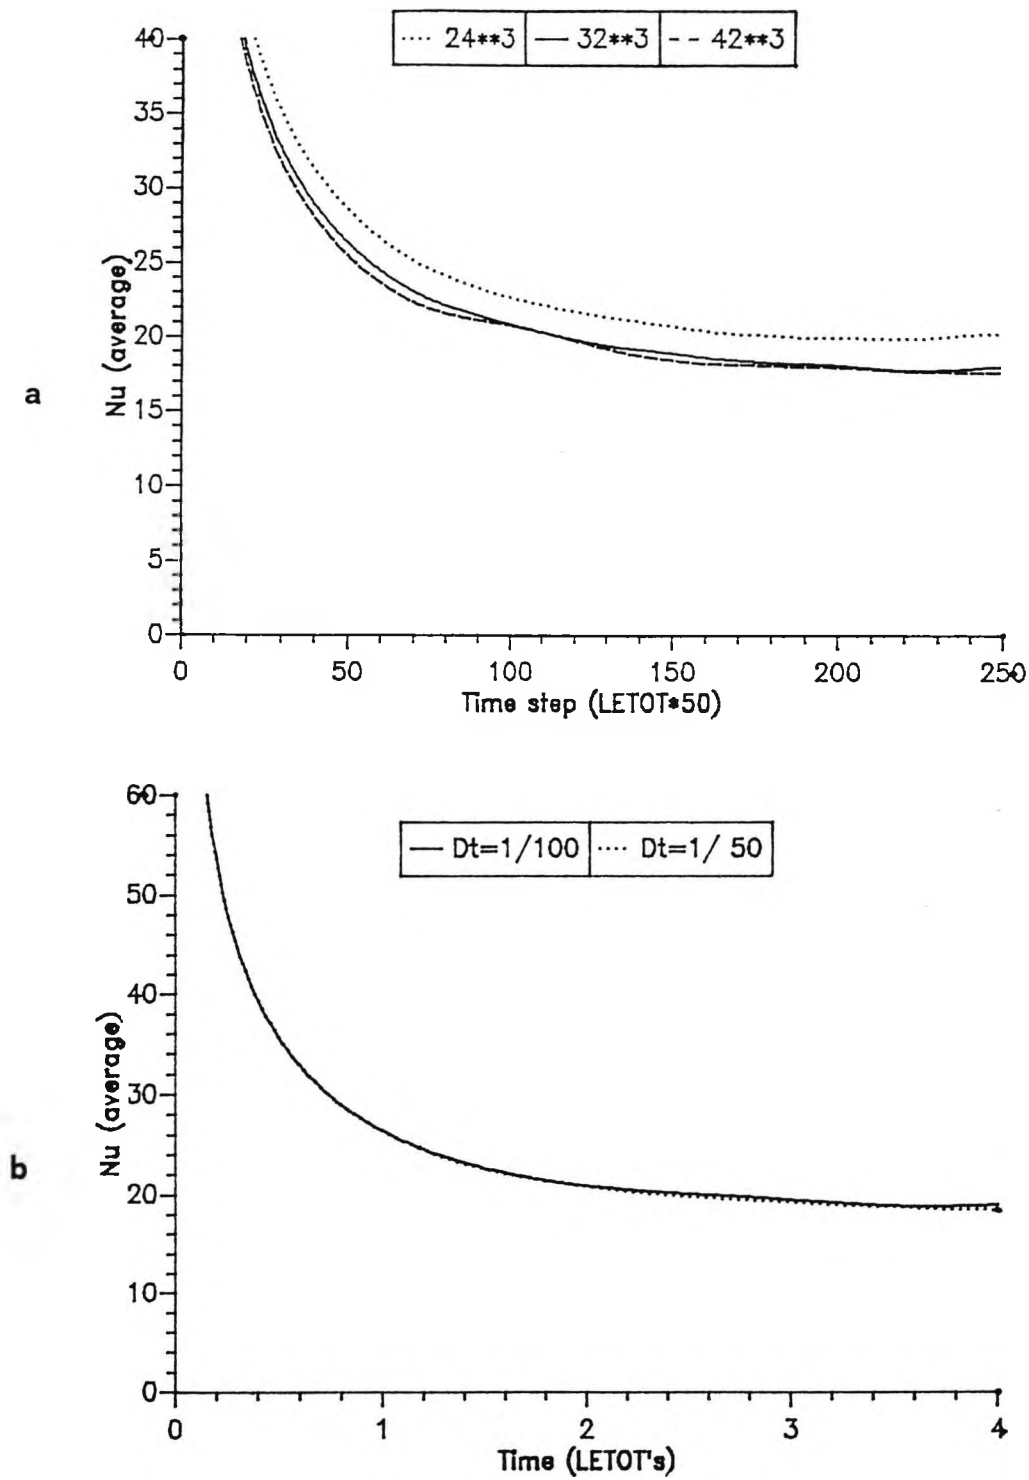 ···· 24**3 — 32**3 -- 42**3
40
35
30
25
20
15
10
5
0
Nu (average)
a
0 50 100 150 200 250
Time step (LETOT*50)
— Dt=1/100 ···· Dt=1/ 50
60
50
40
30
20
10
0
Nu (average)
b
0 1 2 3 4
Time (LETOT's)